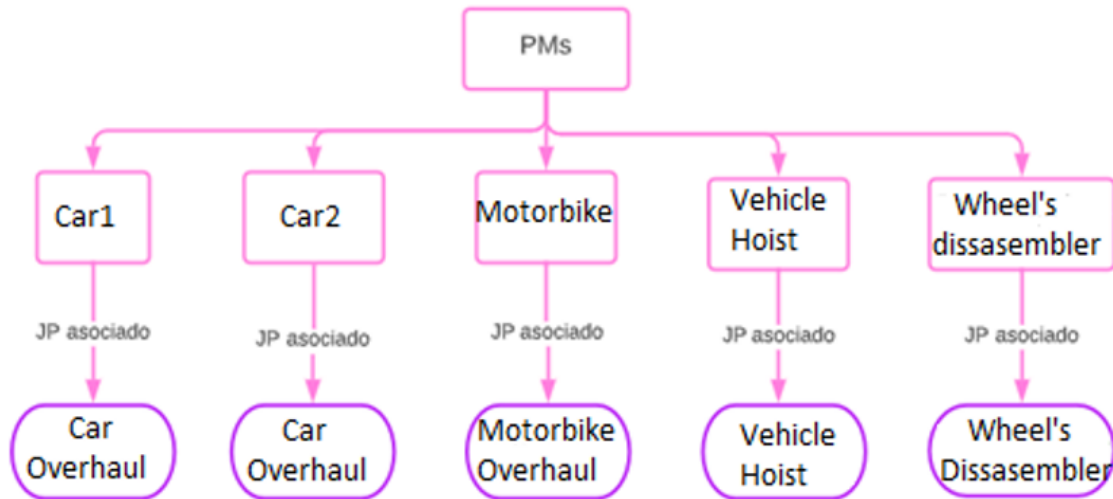 PMs
Car1
Car2
Motorbike
Vehicle
Hoist
Wheel's
dissasembler
JP asociado
JP asociado
JP asociado
JP asociado
JP asociado
Car
Overhaul
Car
Overhaul
Motorbike
Overhaul
Vehicle
Hoist
Wheel's
Dissasembler